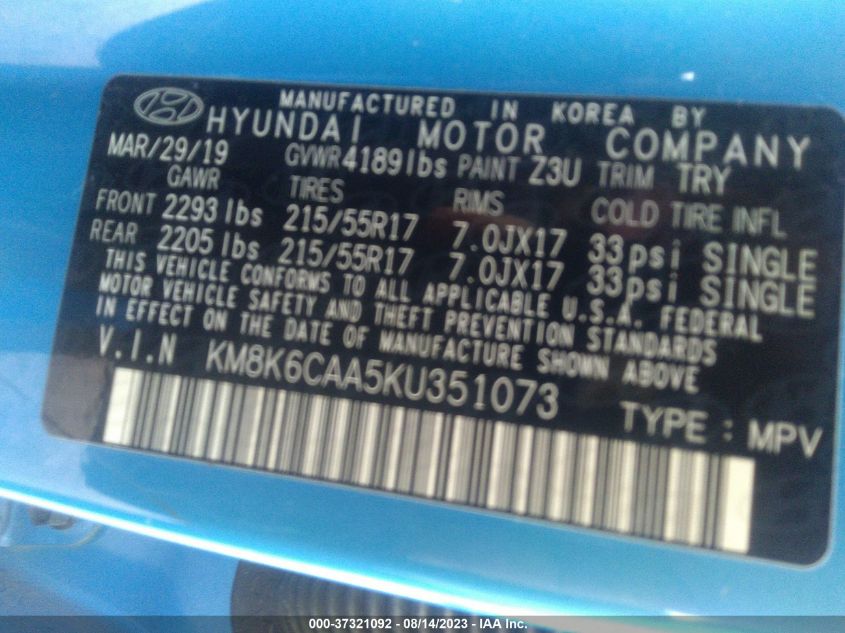 MANUFACTURED IN KOREA BY
HYUNDAI MOTOR COMPANY
MAR/29/19 GVWR 4189 lbs PAINT Z3U TRIM TRY
GAWR TIRES RIMS COLD TIRE INFL
FRONT 2293 lbs 215/55R17 7.0JX17 33psi SINGLE
REAR 2205 lbs 215/55R17 7.0JX17 33psi SINGLE
THIS VEHICLE CONFORMS TO ALL APPLICABLE U.S.A. FEDERAL
MOTOR VEHICLE SAFETY AND THEFT PREVENTION STANDARDS
IN EFFECT ON THE DATE OF MANUFACTURE SHOWN ABOVE.
V.I.N KM8K6CAA5KU351073
TYPE : MPV
000-37321092 - 08/14/2023 - IAA Inc.